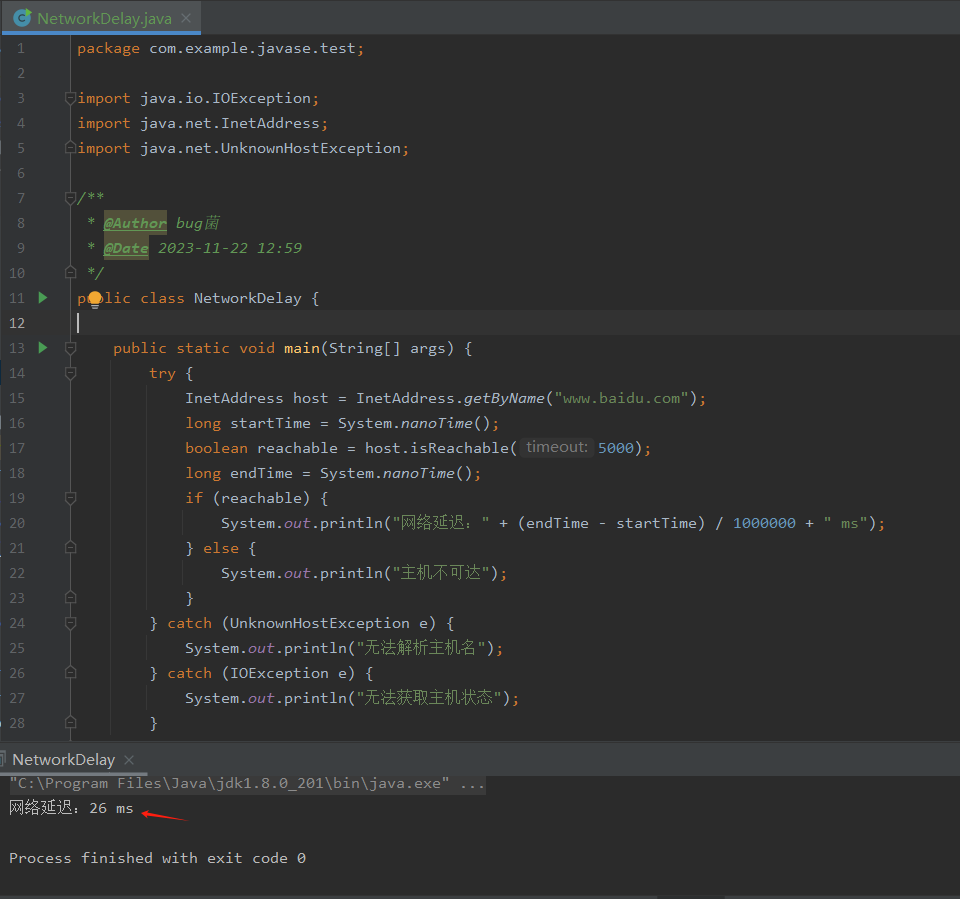 NetworkDelay.java
1 package com.example.javase.test;
2
3 import java.io.IOException;
4 import java.net.InetAddress;
5 import java.net.UnknownHostException;
6
7 /**
8 * @Author bug菌
9 * @Date 2023-11-22 12:59
10 */
11 public class NetworkDelay {
12
13 public static void main(String[] args) {
14 try {
15 InetAddress host = InetAddress.getByName("www.baidu.com");
16 long startTime = System.nanoTime();
17 boolean reachable = host.isReachable( timeout: 5000);
18 long endTime = System.nanoTime();
19 if (reachable) {
20 System.out.println("网络延迟：" + (endTime - startTime) / 1000000 + " ms");
21 } else {
22 System.out.println("主机不可达");
23 }
24 } catch (UnknownHostException e) {
25 System.out.println("无法解析主机名");
26 } catch (IOException e) {
27 System.out.println("无法获取主机状态");
28 }
NetworkDelay
"C:\Program Files\Java\jdk1.8.0_201\bin\java.exe" ...
网络延迟：26 ms
Process finished with exit code 0